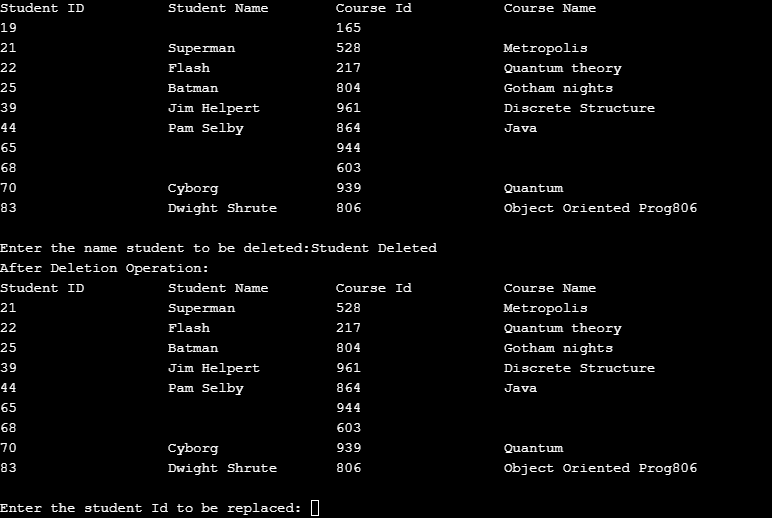 Student ID          Student Name        Course Id           Course Name
19                                      165
21                  Superman            528                 Metropolis
22                  Flash               217                 Quantum theory
25                  Batman              804                 Gotham nights
39                  Jim Helpert         961                 Discrete Structure
44                  Pam Selby           864                 Java
65                                      944
68                                      603
70                  Cyborg              939                 Quantum
83                  Dwight Shrute       806                 Object Oriented Prog806
Enter the name student to be deleted:Student Deleted
After Deletion Operation:
Student ID          Student Name        Course Id           Course Name
21                  Superman            528                 Metropolis
22                  Flash               217                 Quantum theory
25                  Batman              804                 Gotham nights
39                  Jim Helpert         961                 Discrete Structure
44                  Pam Selby           864                 Java
65                                      944
68                                      603
70                  Cyborg              939                 Quantum
83                  Dwight Shrute       806                 Object Oriented Prog806
Enter the student Id to be replaced: